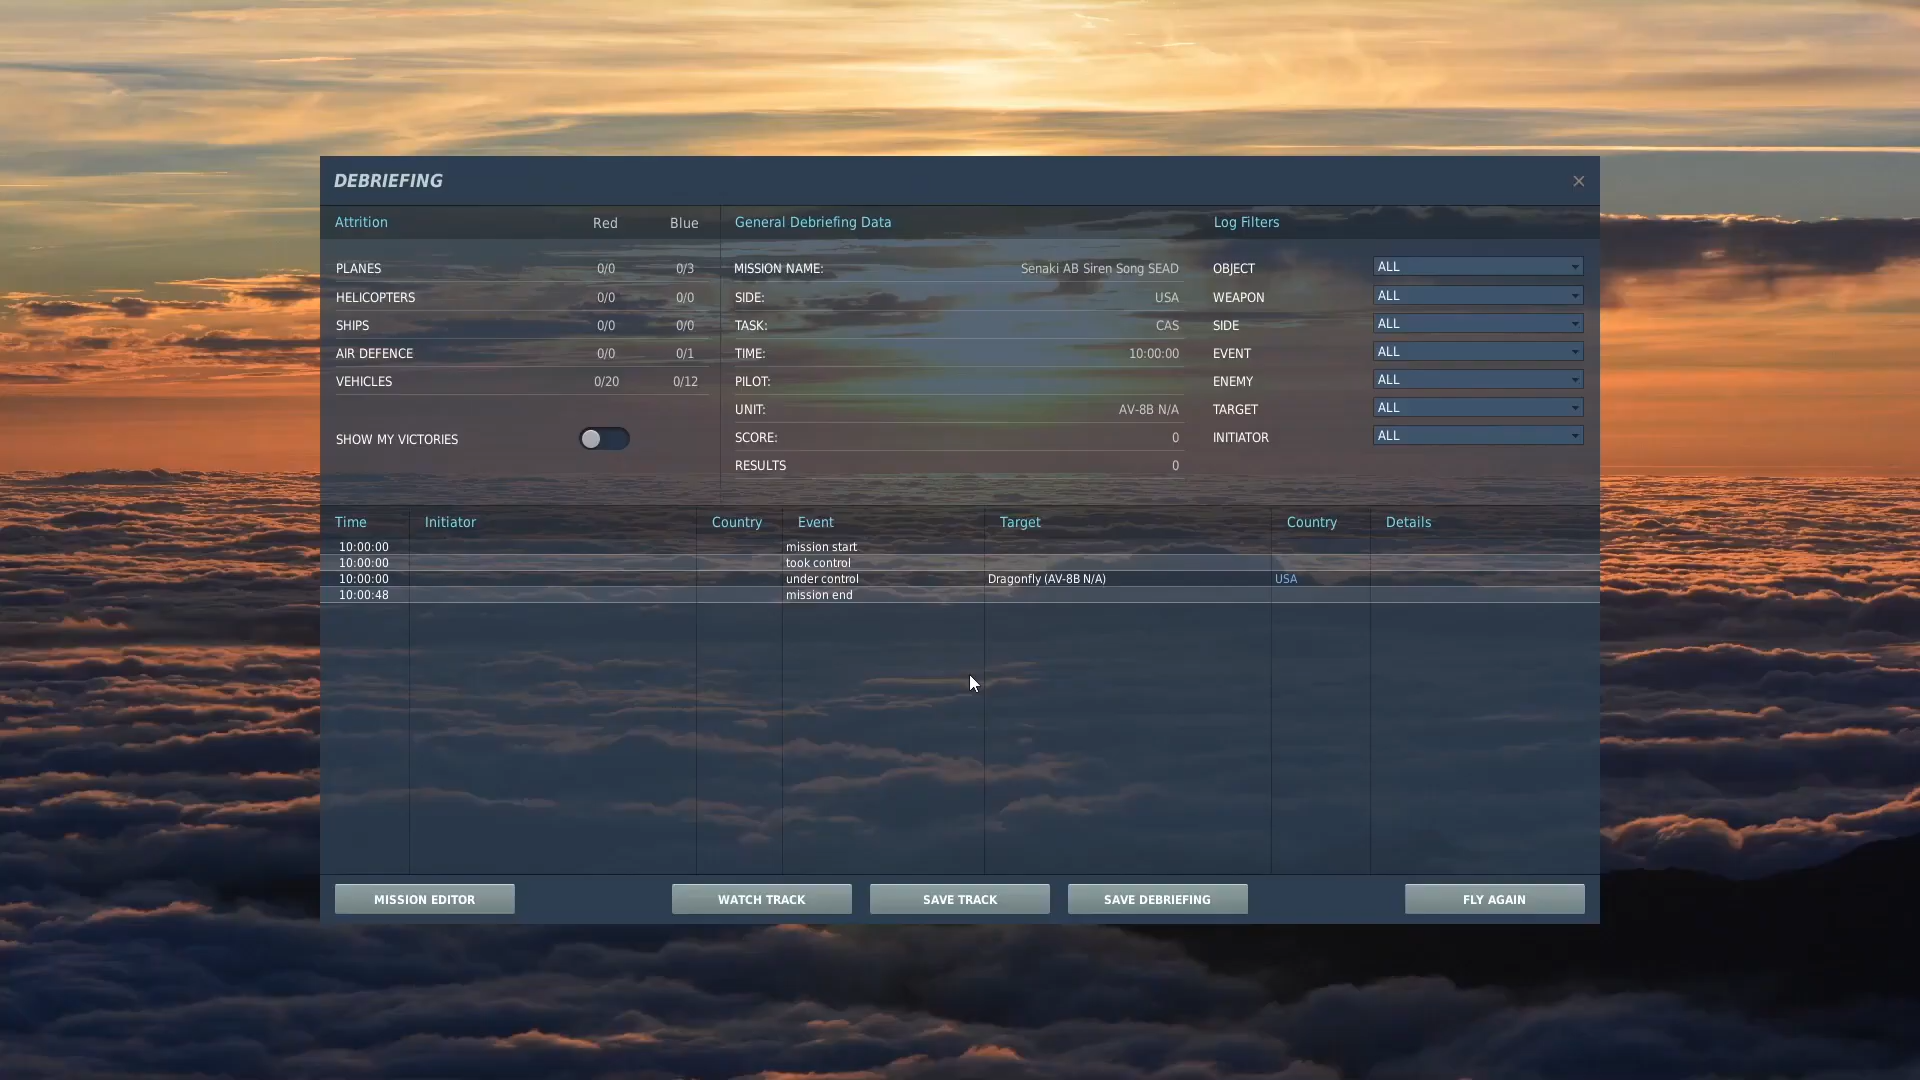 DEBRIEFING
Attrition Red Blue
PLANES 0/0 0/3
HELICOPTERS 0/0 0/0
SHIPS 0/0 0/0
AIR DEFENCE 0/0 0/1
VEHICLES 0/20 0/12
SHOW MY VICTORIES
General Debriefing Data
MISSION NAME: Senaki AB Siren Song SEAD
SIDE: USA
TASK: CAS
TIME: 10:00:00
PILOT:
UNIT: AV-8B N/A
SCORE: 0
RESULTS 0
Log Filters
OBJECT ALL
WEAPON ALL
SIDE ALL
EVENT ALL
ENEMY ALL
TARGET ALL
INITIATOR ALL
Time Initiator Country Event Target Country Details
10:00:00 mission start
10:00:00 took control
10:00:00 under control Dragonfly (AV-8B N/A) USA
10:00:48 mission end
MISSION EDITOR WATCH TRACK SAVE TRACK SAVE DEBRIEFING FLY AGAIN